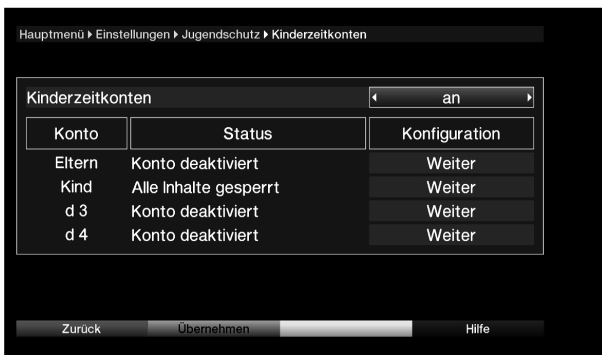 Hauptmenü ▸ Einstellungen ▸ Jugendschutz ▸ Kinderzeitkonten
Kinderzeitkonten an
Konto Status Konfiguration
Eltern Konto deaktiviert Weiter
Kind Alle Inhalte gesperrt Weiter
d 3 Konto deaktiviert Weiter
d 4 Konto deaktiviert Weiter
Zurück Übernehmen Hilfe